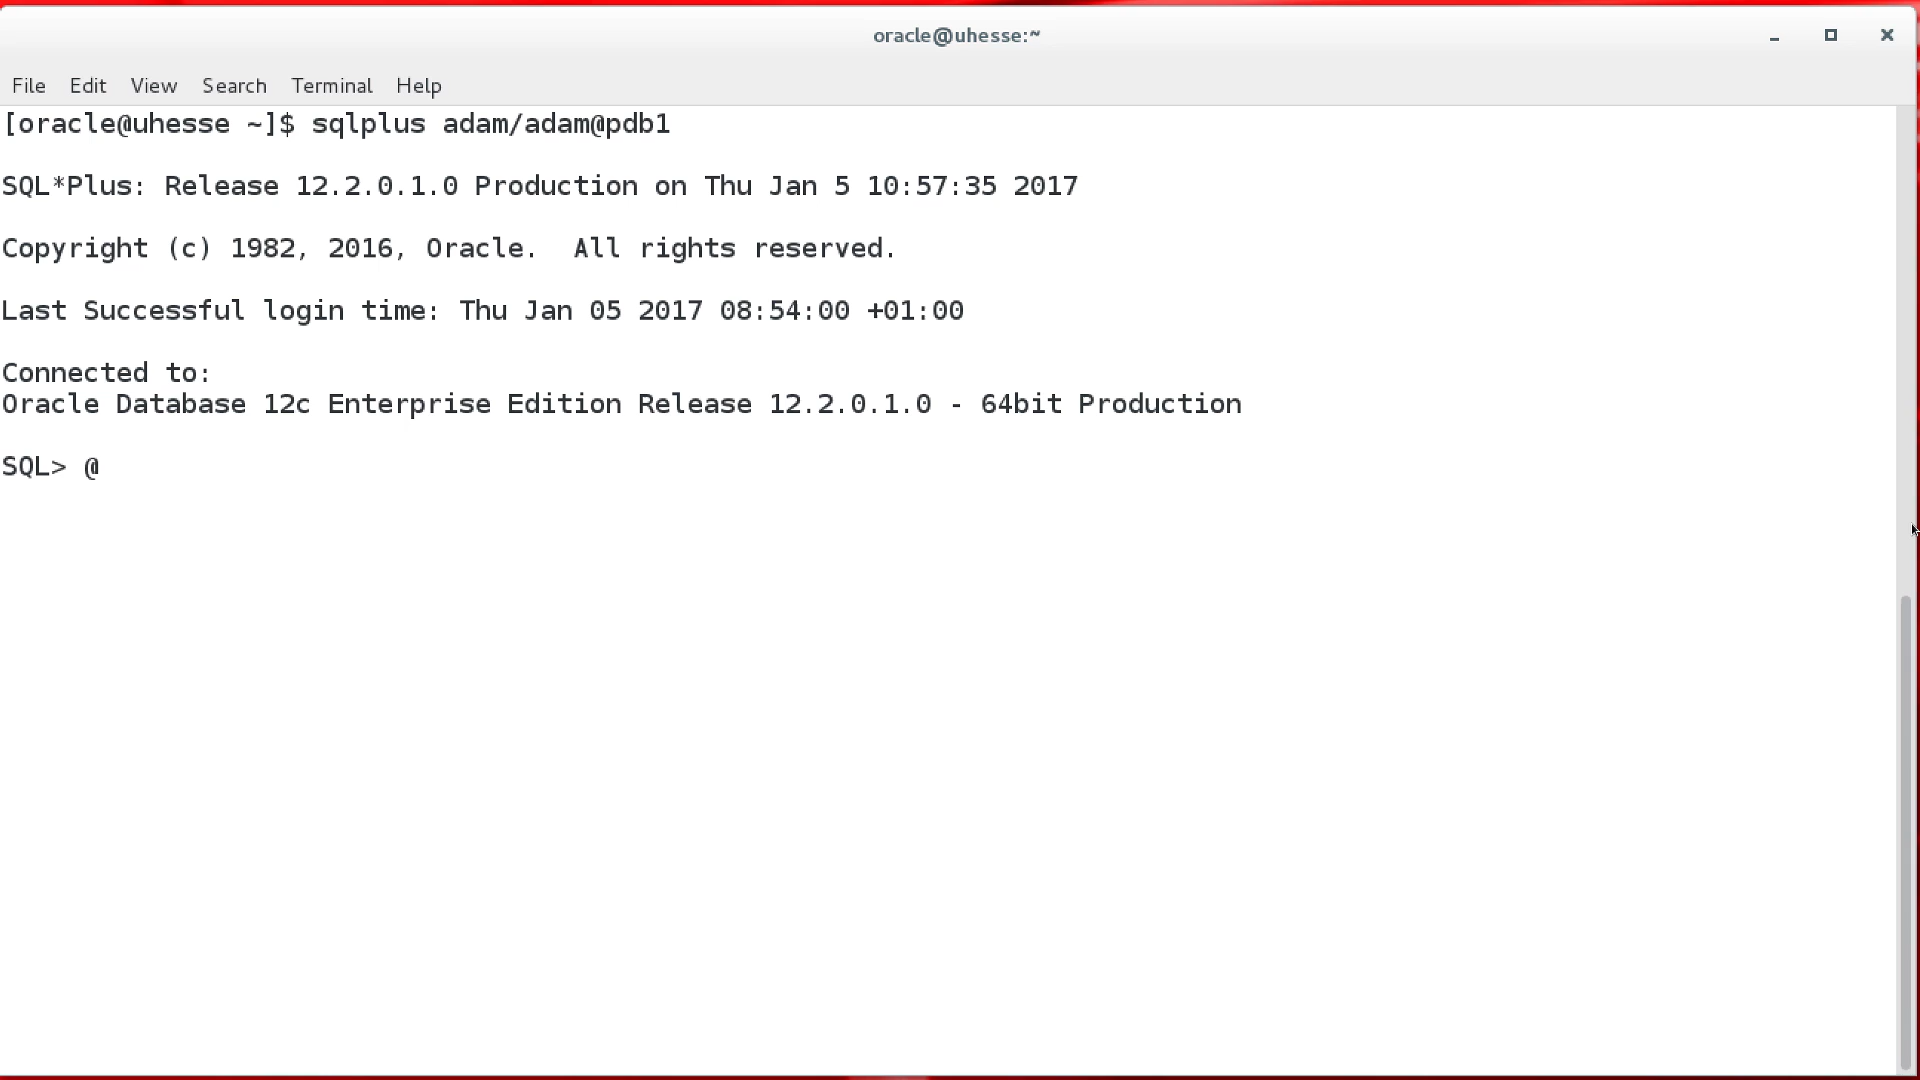 oracle@uhesse:~
File Edit View Search Terminal Help
[oracle@uhesse ~]$ sqlplus adam/adam@pdb1
SQL*Plus: Release 12.2.0.1.0 Production on Thu Jan 5 10:57:35 2017
Copyright (c) 1982, 2016, Oracle.  All rights reserved.
Last Successful login time: Thu Jan 05 2017 08:54:00 +01:00
Connected to:
Oracle Database 12c Enterprise Edition Release 12.2.0.1.0 - 64bit Production
SQL> @